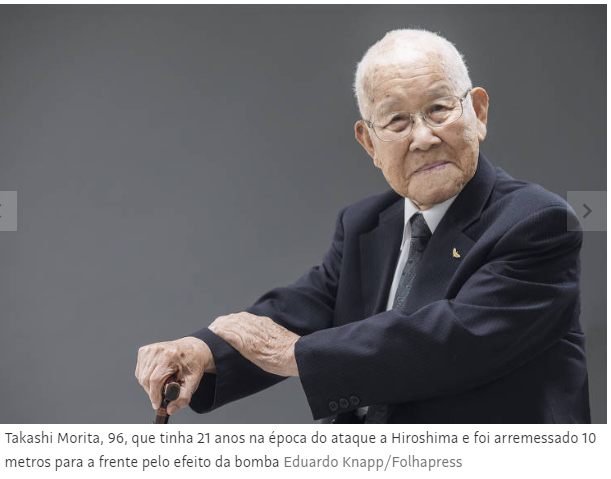 Takashi Morita, 96, que tinha 21 anos na época do ataque a Hiroshima e foi arremessado 10
metros para a frente pelo efeito da bomba Eduardo Knapp/Folhapress